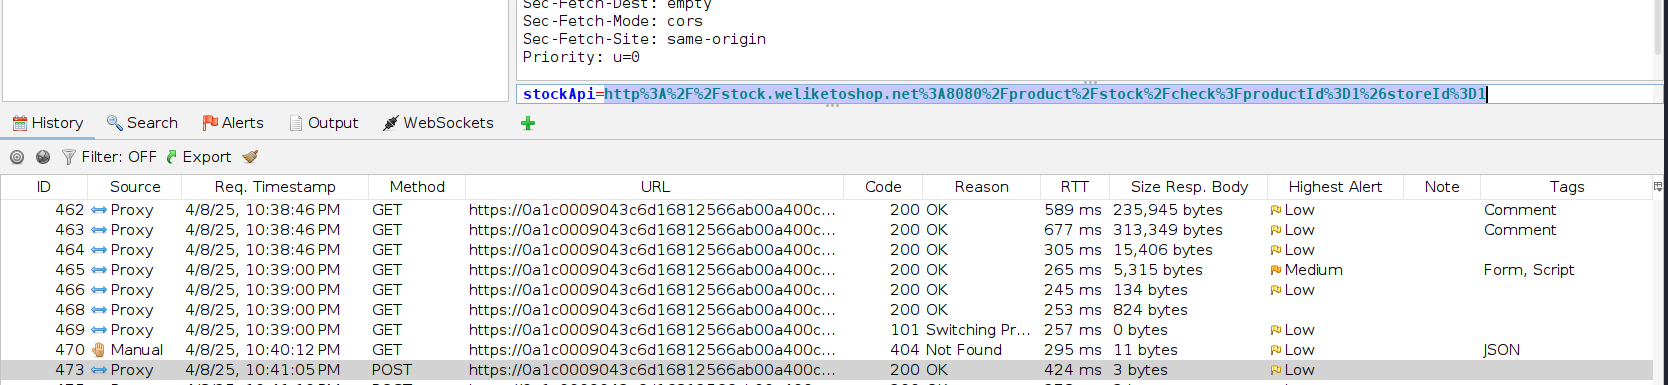 Sec-Fetch-Dest: empty
Sec-Fetch-Mode: cors
Sec-Fetch-Site: same-origin
Priority: u=0
stockApi=http%3A%2F%2Fstock.weliketoshop.net%3A8080%2Fproduct%2Fstock%2Fcheck%3FproductId%3D1%26storeId%3D1
History Search Alerts Output WebSockets
Filter: OFF Export
ID Source Req. Timestamp Method URL Code Reason RTT Size Resp. Body Highest Alert Note Tags
462 Proxy 4/8/25, 10:38:46 PM GET https://0a1c0009043c6d16812566ab00a400c... 200 OK 589 ms 235,945 bytes Low Comment
463 Proxy 4/8/25, 10:38:46 PM GET https://0a1c0009043c6d16812566ab00a400c... 200 OK 677 ms 313,349 bytes Low Comment
464 Proxy 4/8/25, 10:38:46 PM GET https://0a1c0009043c6d16812566ab00a400c... 200 OK 305 ms 15,406 bytes Low
465 Proxy 4/8/25, 10:39:00 PM GET https://0a1c0009043c6d16812566ab00a400c... 200 OK 265 ms 5,315 bytes Medium Form, Script
466 Proxy 4/8/25, 10:39:00 PM GET https://0a1c0009043c6d16812566ab00a400c... 200 OK 245 ms 134 bytes Low
468 Proxy 4/8/25, 10:39:00 PM GET https://0a1c0009043c6d16812566ab00a400c... 200 OK 253 ms 824 bytes
469 Proxy 4/8/25, 10:39:00 PM GET https://0a1c0009043c6d16812566ab00a400c... 101 Switching Pr... 257 ms 0 bytes Low
470 Manual 4/8/25, 10:40:12 PM GET https://0a1c0009043c6d16812566ab00a400c... 404 Not Found 295 ms 11 bytes Low JSON
473 Proxy 4/8/25, 10:41:05 PM POST https://0a1c0009043c6d16812566ab00a400c... 200 OK 424 ms 3 bytes Low